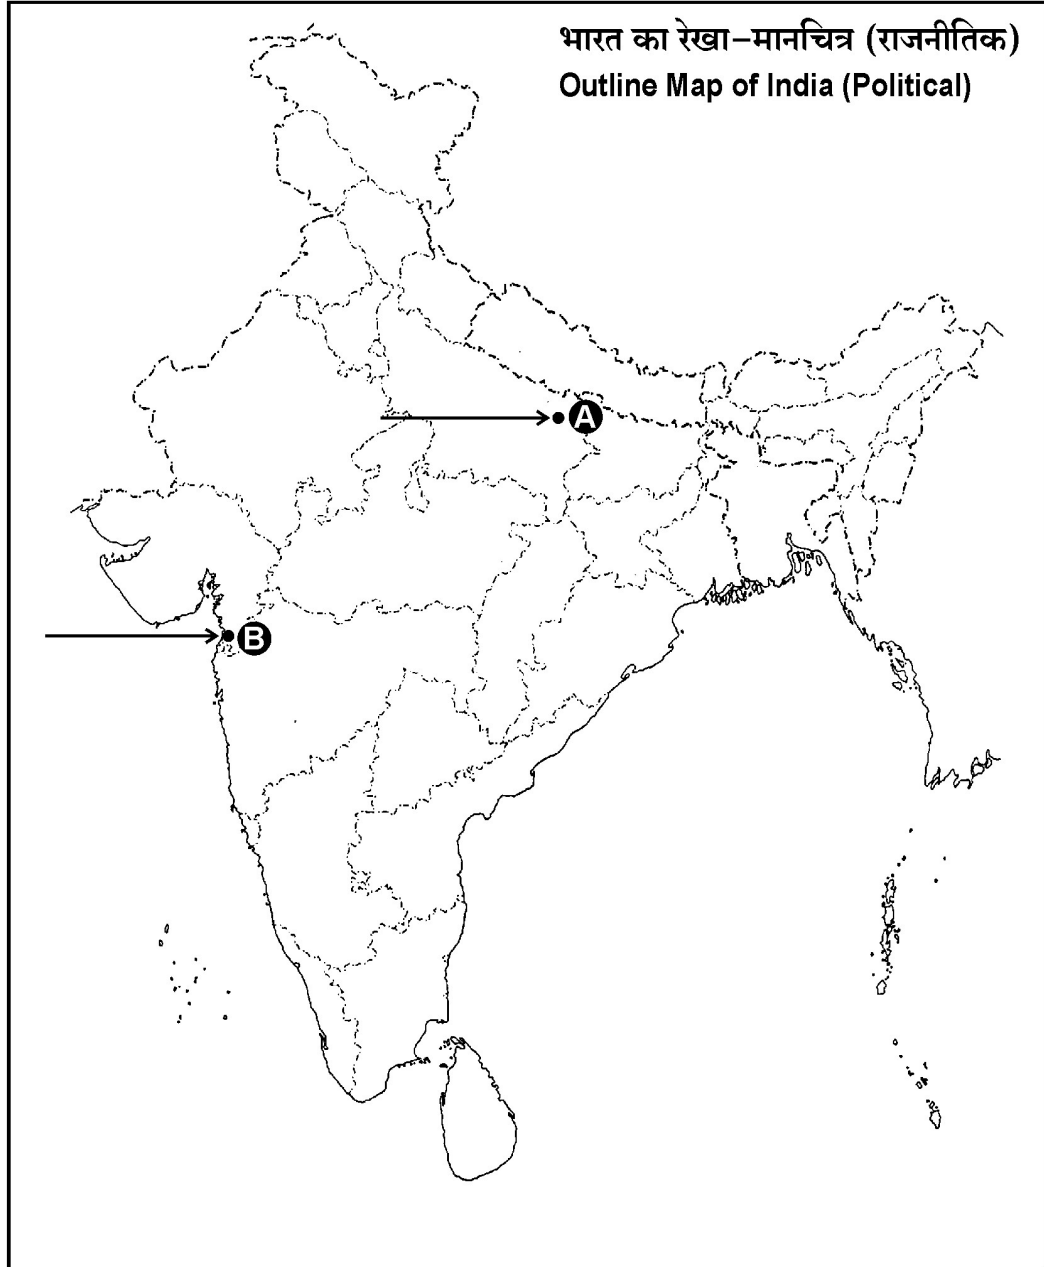 भारत का रेखा-मानचित्र (राजनीतिक)
Outline Map of India (Political)
A
B